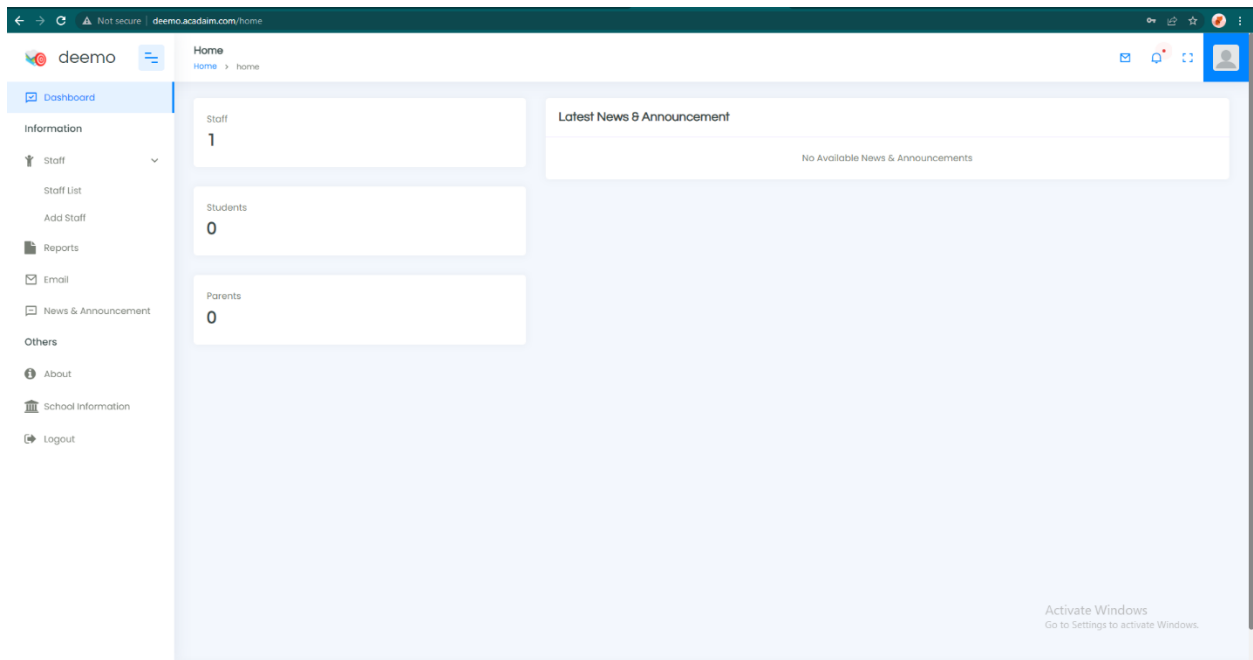 Not secure | deemo.acadaim.com/home
deemo
Home
Home > home
Dashboard
Information
Staff
Staff List
Add Staff
Reports
Email
News & Announcement
Others
About
School Information
Logout
Staff
1
Students
0
Parents
0
Latest News & Announcement
No Available News & Announcements
Activate Windows
Go to Settings to activate Windows.